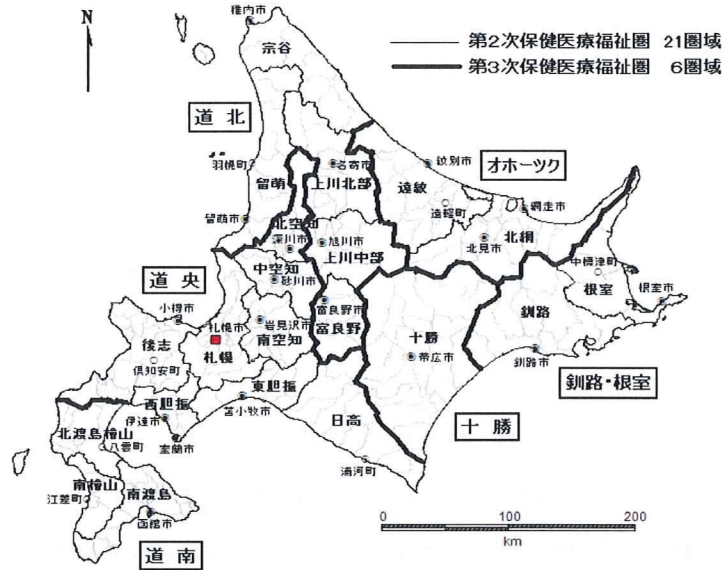 N
第2次保健医療福祉圏 21圏域
第3次保健医療福祉圏 6圏域
稚内市
宗谷
道北
羽幌町
名寄市
留萌
上川北部
紋別市
オホーツク
遠紋
遠軽町
網走市
留萌市
北空知
深川市
旭川市
上川中部
北見市
北網
中標津町
根室
根室市
道央
中空知
砂川市
小樽市
札幌市
岩見沢市
富良野市
釧路
後志
札幌
南空知
富良野
十勝
帯広市
倶知安町
釧路市
西胆振
東胆振
釧路・根室
伊達市
苫小牧市
日高
十勝
北渡島檜山
八雲町
室蘭市
浦河町
南檜山
南渡島
江差町
函館市
道南
0 100 200
km